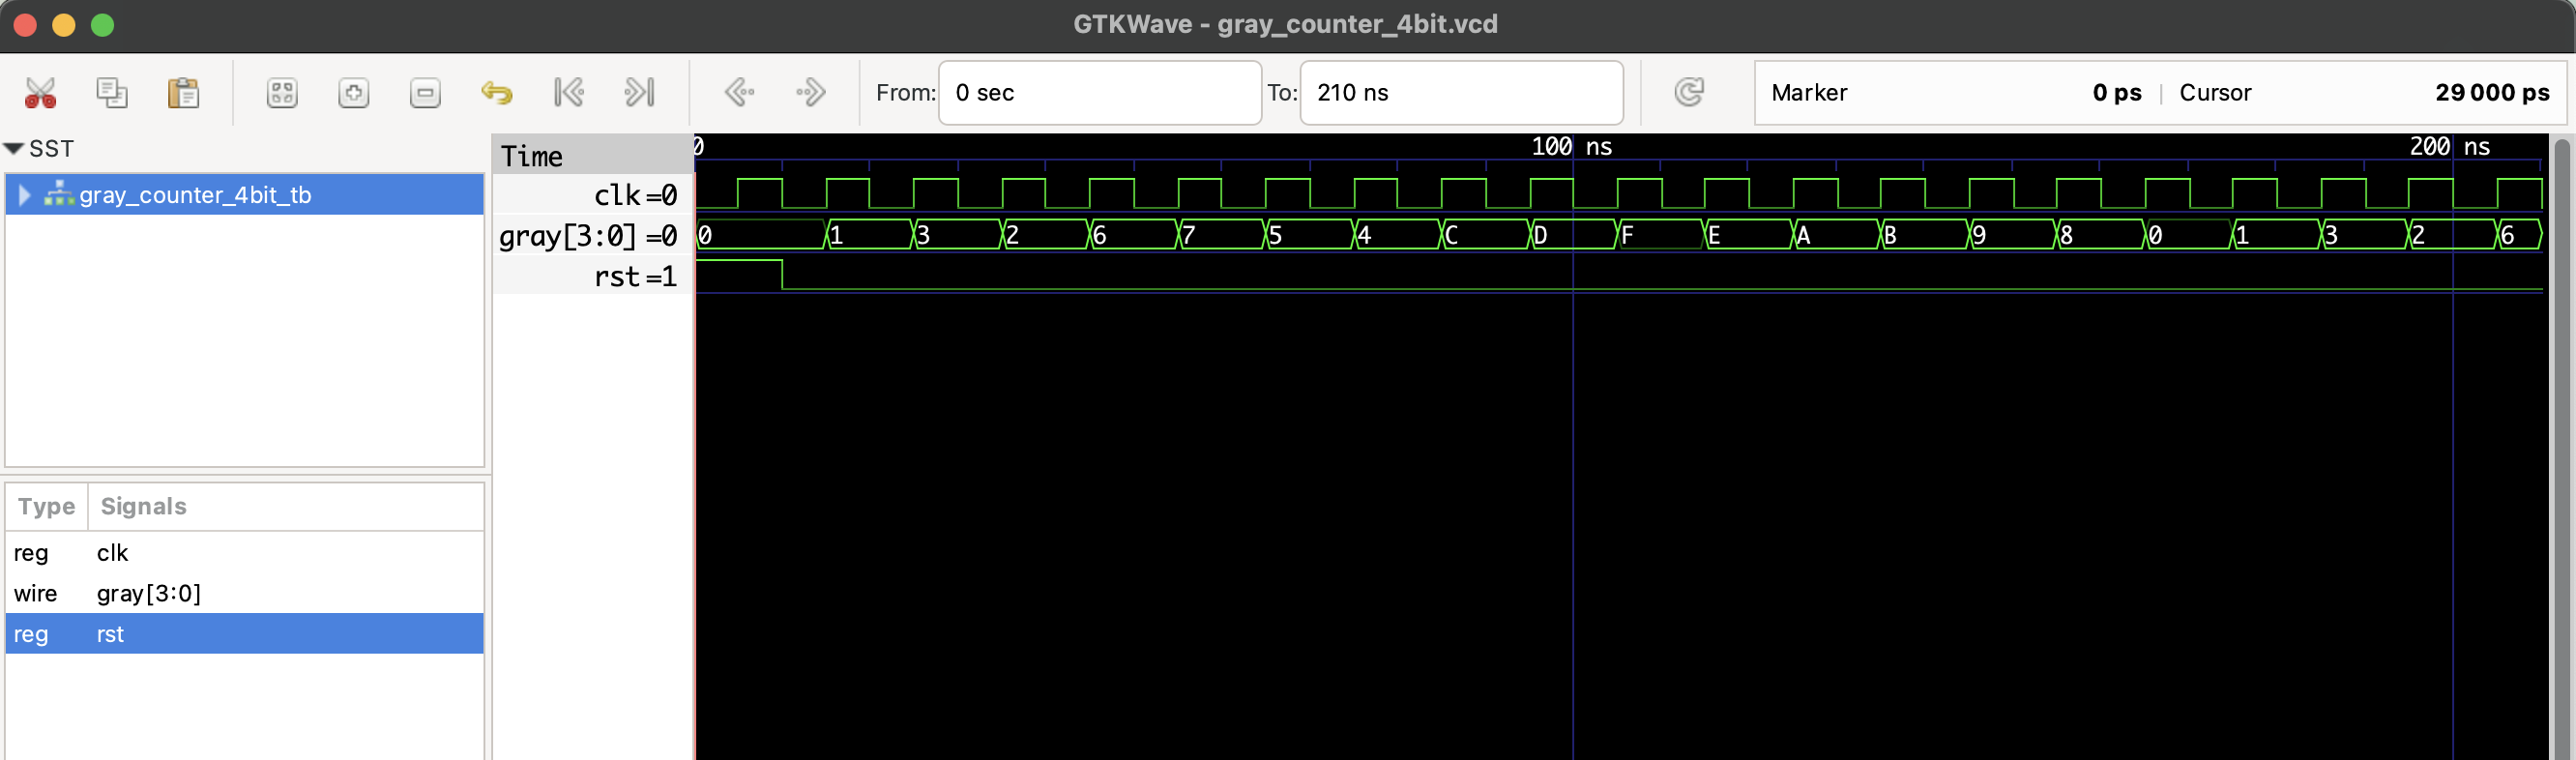 GTKWave - gray_counter_4bit.vcd
From: 0 sec To: 210 ns Marker 0 ps | Cursor 29 000 ps
SST
gray_counter_4bit_tb
Type Signals
reg clk
wire gray[3:0]
reg rst
Time 0 100 ns 200 ns
clk =0
gray[3:0] =0 0 1 3 2 6 7 5 4 C D F E A B 9 8 0 1 3 2 6
rst =1